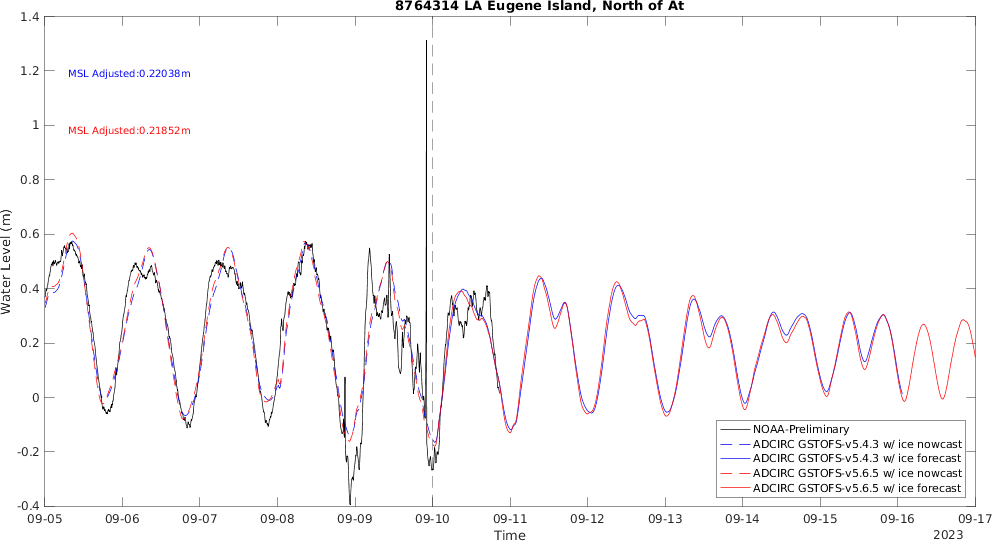 8764314 LA Eugene Island, North of At
1.4
1.2
1
0.8
0.6
0.4
0.2
0
-0.2
-0.4
Water Level (m)
MSL Adjusted:0.22038m
MSL Adjusted:0.21852m
NOAA-Preliminary
ADCIRC GSTOFS-v5.4.3 w/ ice nowcast
ADCIRC GSTOFS-v5.4.3 w/ ice forecast
ADCIRC GSTOFS-v5.6.5 w/ ice nowcast
ADCIRC GSTOFS-v5.6.5 w/ ice forecast
09-05 09-06 09-07 09-08 09-09 09-10 09-11 09-12 09-13 09-14 09-15 09-16 09-17
Time
2023